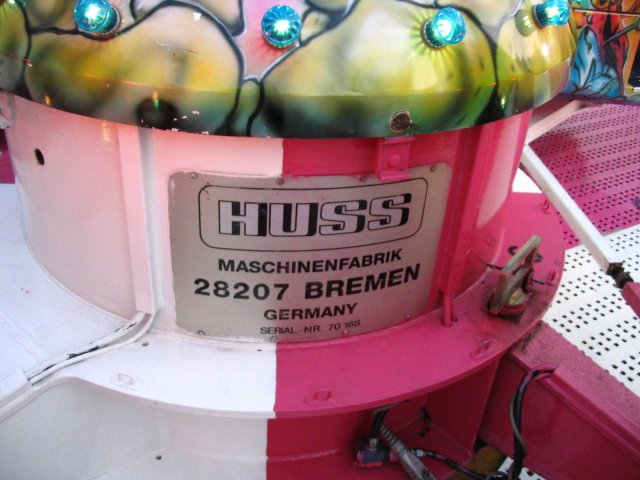 HUSS
MASCHINENFABRIK
28207 BREMEN
GERMANY
SERIAL-NR. 70 168